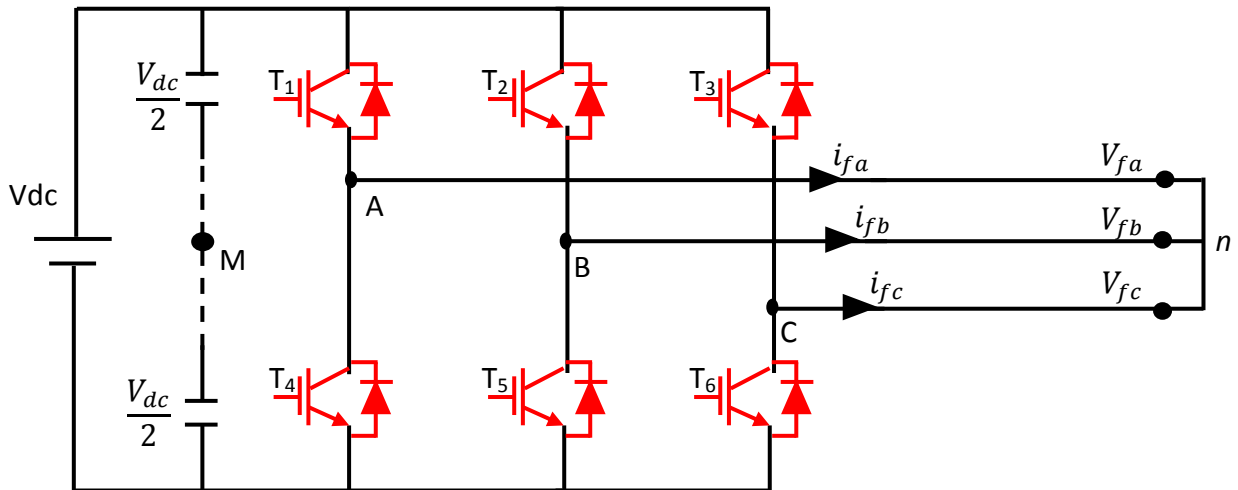 V_dc
2
T1
T2
T3
i_fa
V_fa
Vdc
A
M
i_fb
V_fb
n
B
i_fc
V_fc
C
V_dc
2
T4
T5
T6